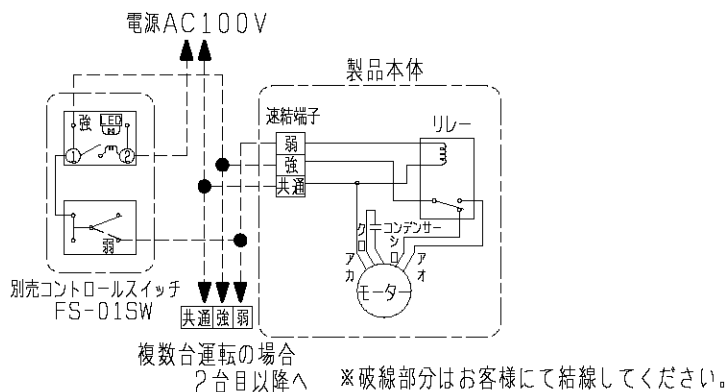 電源AC100V
製品本体
速結端子
リレー
強 LED
弱
強
① ②
共通
コンデンサー
クロ
シロ
弱
アカ
アオ
モーター
別売コントロールスイッチ
FS-01SW
共通 強 弱
複数台運転の場合
2台目以降へ
※破線部分はお客様にて結線してください。